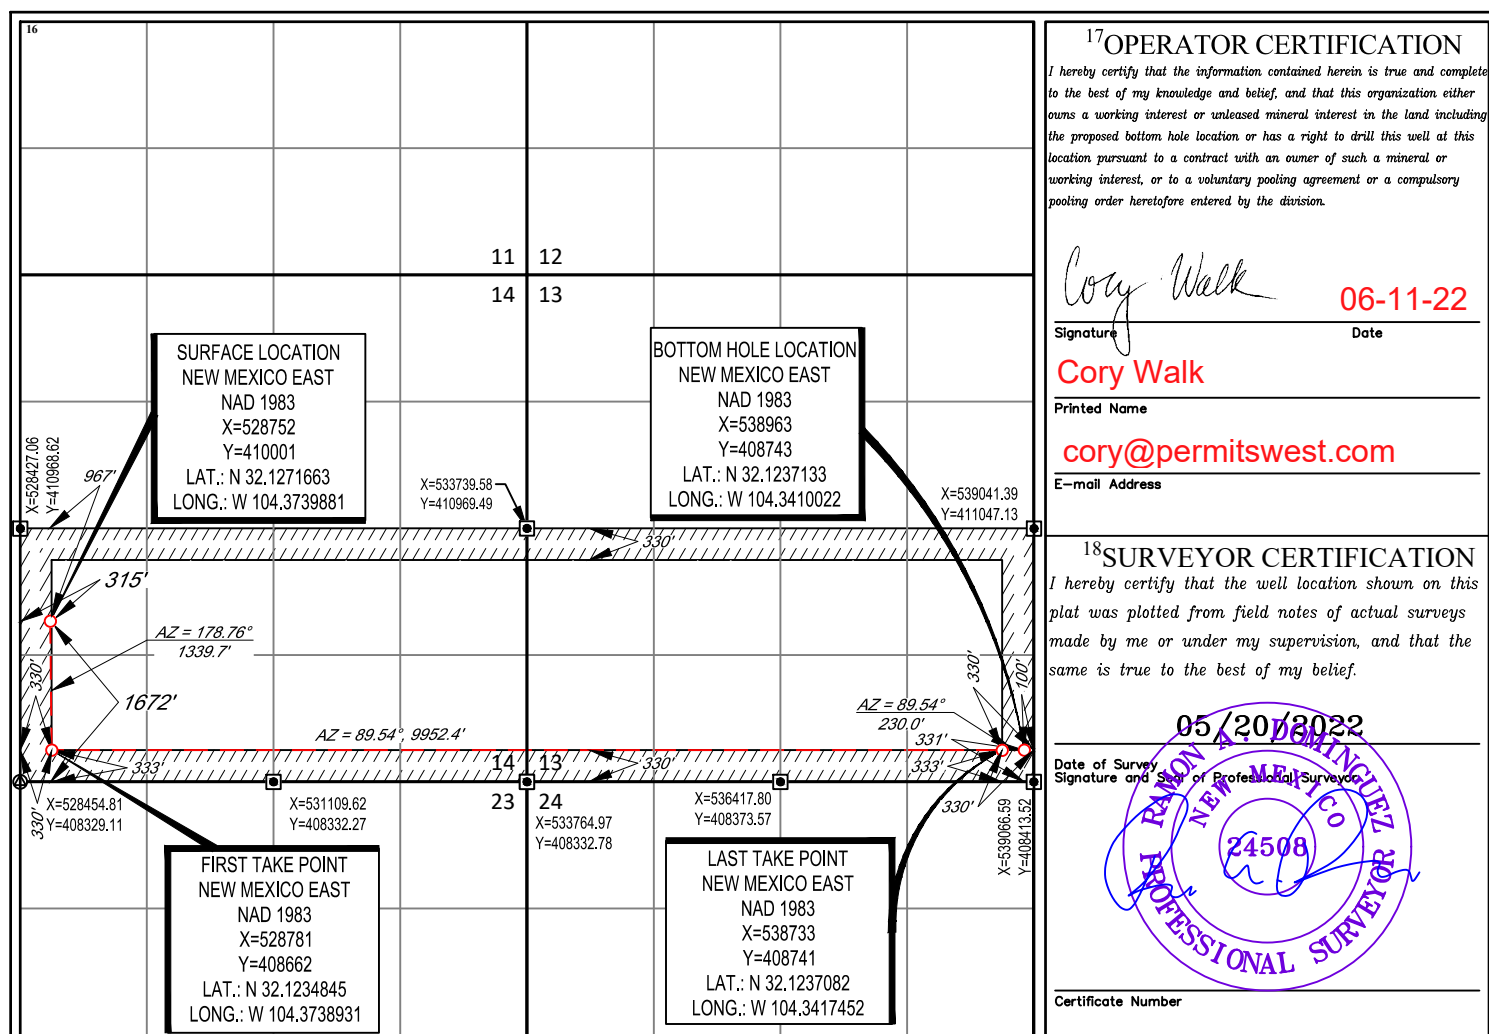 16
11 12
14 13
SURFACE LOCATION
NEW MEXICO EAST
NAD 1983
X=528752
Y=410001
LAT.: N 32.1271663
LONG.: W 104.3739881
BOTTOM HOLE LOCATION
NEW MEXICO EAST
NAD 1983
X=538963
Y=408743
LAT.: N 32.1237133
LONG.: W 104.3410022
X=528427.06
Y=410968.62
967'
X=533739.58
Y=410969.49
X=539041.39
Y=411047.13
330'
315'
AZ = 178.76°
1339.7'
330'
1672'
330'
100'
AZ = 89.54°
230.0'
331'
AZ = 89.54°, 9952.4'
333'
14 13
330'
333'
23 24
330'
330'
X=528454.81
Y=408329.11
X=531109.62
Y=408332.27
X=533764.97
Y=408332.78
X=536417.80
Y=408373.57
X=539066.59
Y=408413.52
FIRST TAKE POINT
NEW MEXICO EAST
NAD 1983
X=528781
Y=408662
LAT.: N 32.1234845
LONG.: W 104.3738931
LAST TAKE POINT
NEW MEXICO EAST
NAD 1983
X=538733
Y=408741
LAT.: N 32.1237082
LONG.: W 104.3417452
17OPERATOR CERTIFICATION
I hereby certify that the information contained herein is true and complete
to the best of my knowledge and belief, and that this organization either
owns a working interest or unleased mineral interest in the land including
the proposed bottom hole location or has a right to drill this well at this
location pursuant to a contract with an owner of such a mineral or
working interest, or to a voluntary pooling agreement or a compulsory
pooling order heretofore entered by the division.
Cory Walk
06-11-22
Signature Date
Cory Walk
Printed Name
cory@permitswest.com
E-mail Address
18SURVEYOR CERTIFICATION
I hereby certify that the well location shown on this
plat was plotted from field notes of actual surveys
made by me or under my supervision, and that the
same is true to the best of my belief.
05/20/2022
Date of Survey
Signature and Seal of Professional Surveyor
RAMON A. DOMINGUEZ
NEW MEXICO
24508
PROFESSIONAL SURVEYOR
Certificate Number